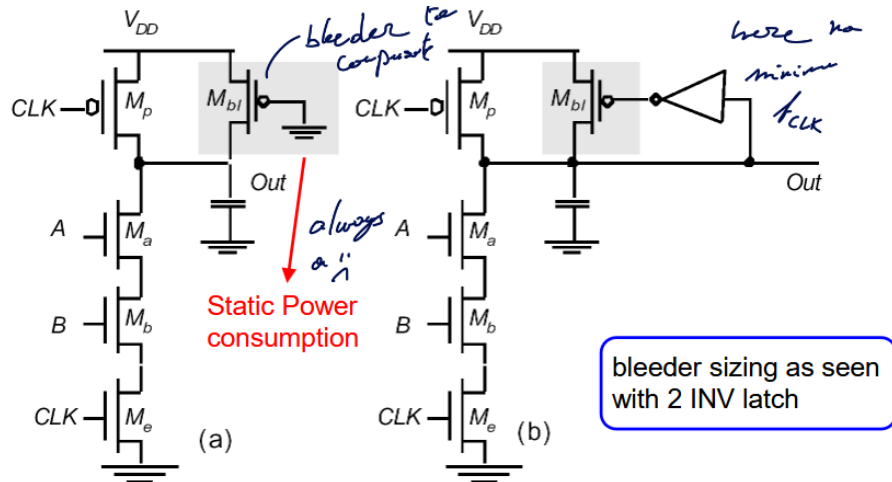 V_DD
bleeder to
compensate
V_DD
here no
minimum
f_CLK
CLK
M_p
M_bl
CLK
M_p
M_bl
Out
Out
A
M_a
always
on
A
M_a
Static Power
consumption
B
M_b
B
M_b
bleeder sizing as seen
with 2 INV latch
CLK
M_e
(a)
CLK
M_e
(b)